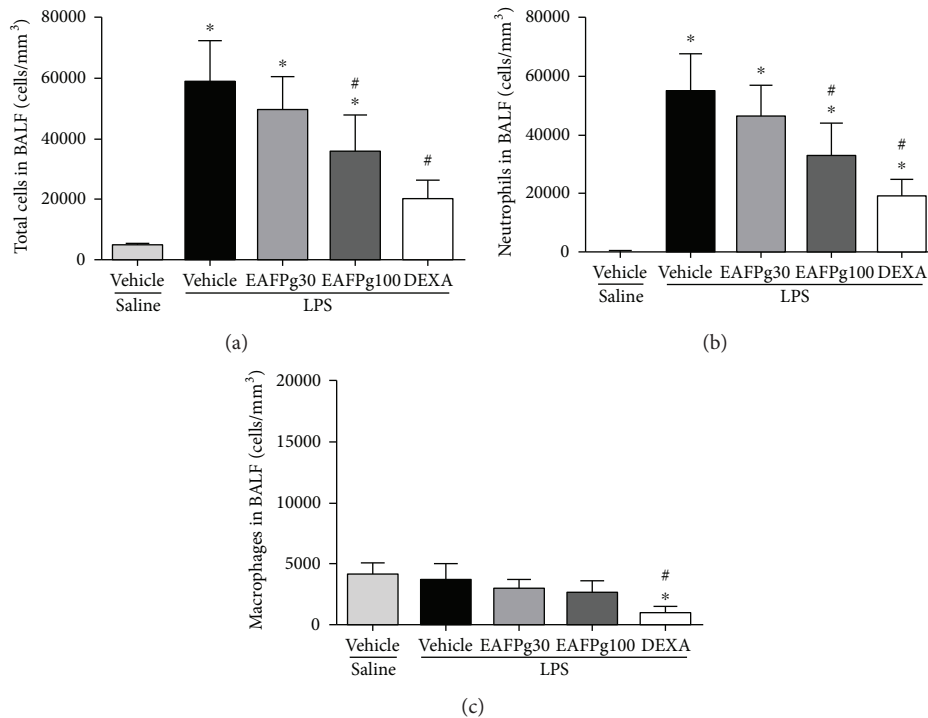 Total cells in BALF (cells/mm³)
80000
60000
40000
20000
0
*
*
#
*
#
Vehicle Vehicle EAFPg30 EAFPg100 DEXA
Saline LPS
(a)
Neutrophils in BALF (cells/mm³)
80000
60000
40000
20000
0
*
*
#
*
#
*
Vehicle Vehicle EAFPg30 EAFPg100 DEXA
Saline LPS
(b)
Macrophages in BALF (cells/mm³)
20000
15000
10000
5000
0
#
*
Vehicle Vehicle EAFPg30 EAFPg100 DEXA
Saline LPS
(c)